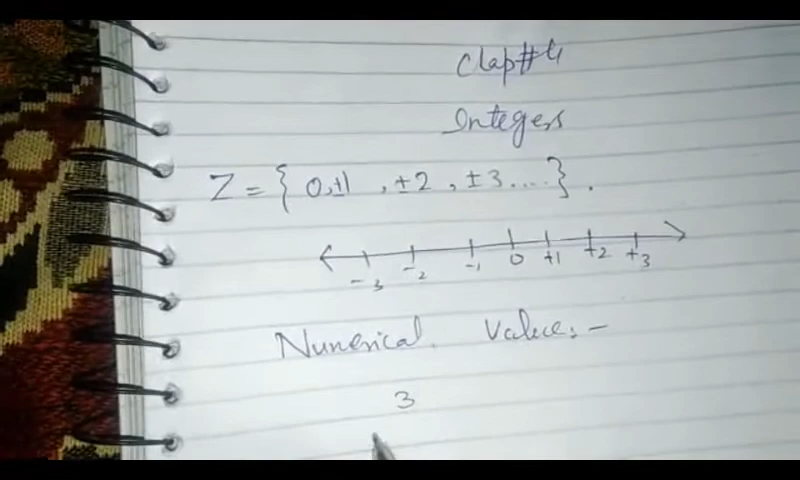 Chap#4
Integers
Z = { 0, ±1 , ±2 , ±3 .... } .
-3 -2 -1 0 +1 +2 +3
Numerical Value:-
3